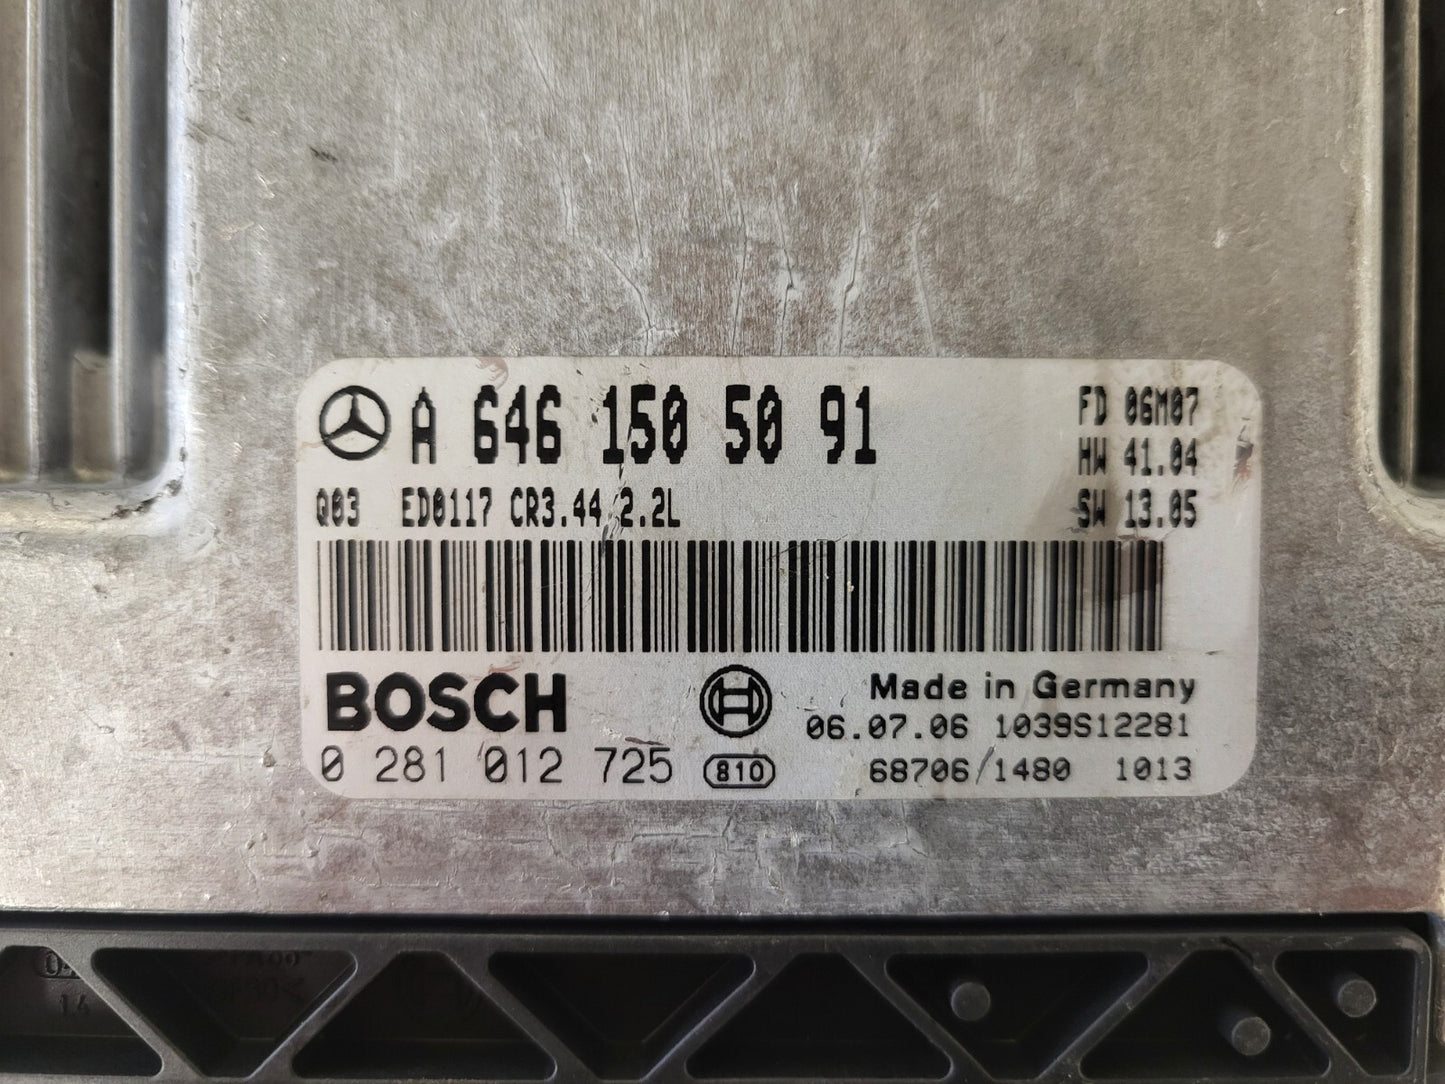 A 646 150 50 91
FD 06M07
HW 41.04
Q03 ED0117 CR3.44 2.2L
SW 13.05
BOSCH
Made in Germany
06.07.06 1039S12281
0 281 012 725
810
68706/1480 1013
14